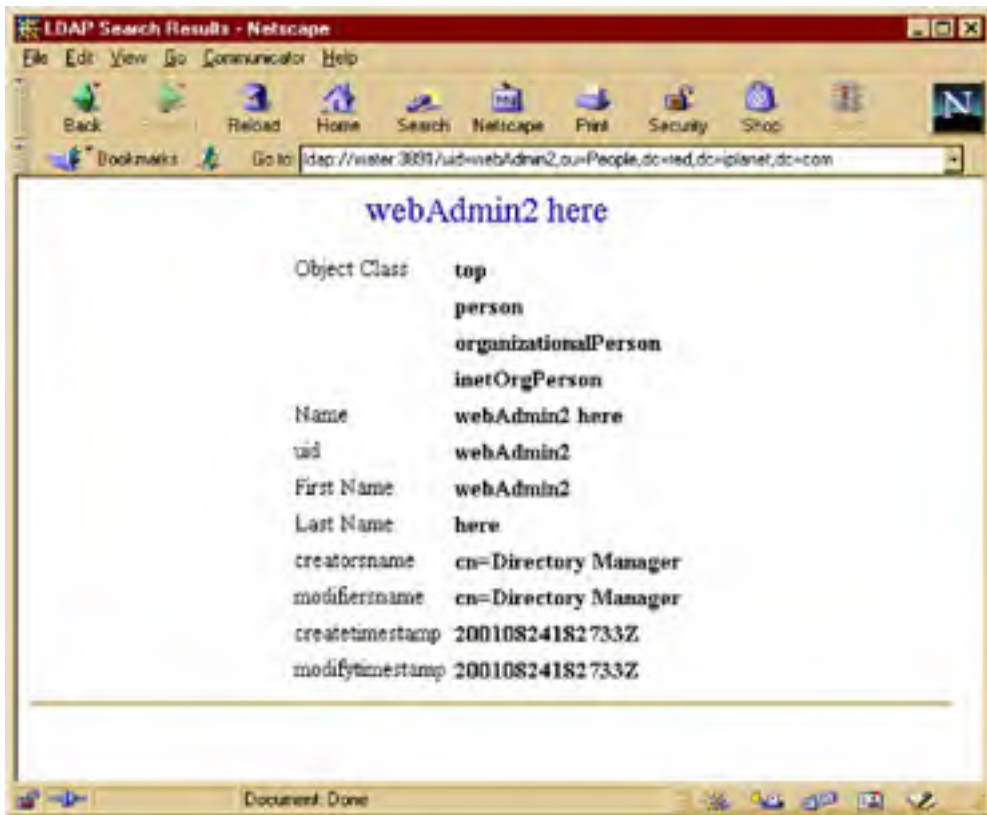 LDAP Search Results - Netscape
File Edit View Go Communicator Help
Back Reload Home Search Netscape Print Security Shop
Bookmarks Go to: ldap://water:3891/uid=webAdmin2,ou=People,dc=red,dc=iplanet,dc=com
webAdmin2 here
Object Class top
person
organizationalPerson
inetOrgPerson
Name webAdmin2 here
uid webAdmin2
First Name webAdmin2
Last Name here
creatorsname cn=Directory Manager
modifiersname cn=Directory Manager
createtimestamp 20010824182733Z
modifytimestamp 20010824182733Z
Document: Done